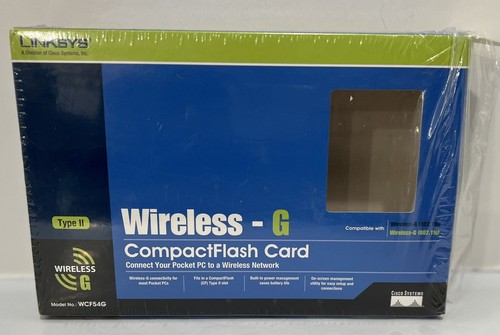 LINKSYS
A Division of Cisco Systems, Inc.
Type II
Wireless - G
CompactFlash Card
Connect Your Pocket PC to a Wireless Network
Compatible with
Wireless-G (802.11g)
WIRELESS
G
Wireless-G connectivity for
most Pocket PCs
Fits in a CompactFlash
(CF) Type II slot
Built-in power management
saves battery life
On-screen management
utility for easy setup and
connections
Model No.: WCF54G
CISCO SYSTEMS